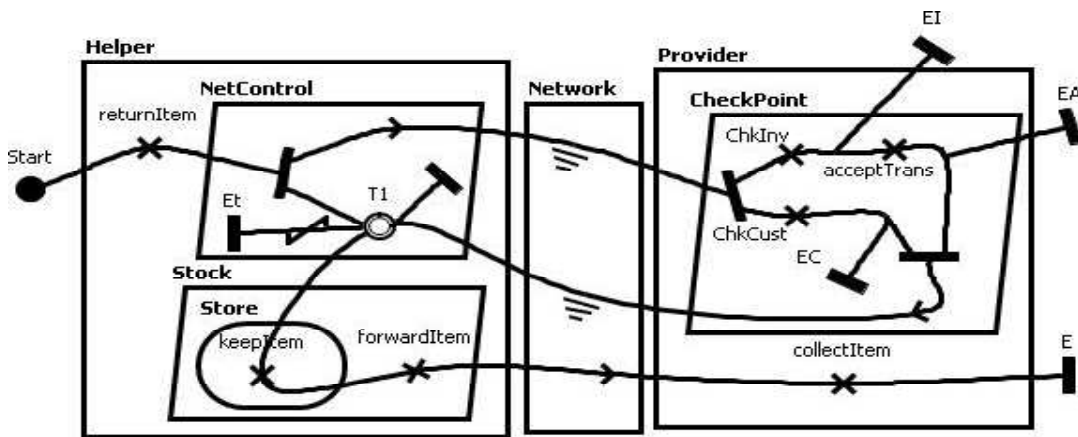 EI
Helper
Provider
NetControl
Network
CheckPoint
EA
returnItem
ChkInv
Start
acceptTrans
T1
Et
ChkCust
EC
Stock
Store
keepItem
forwardItem
collectItem
E